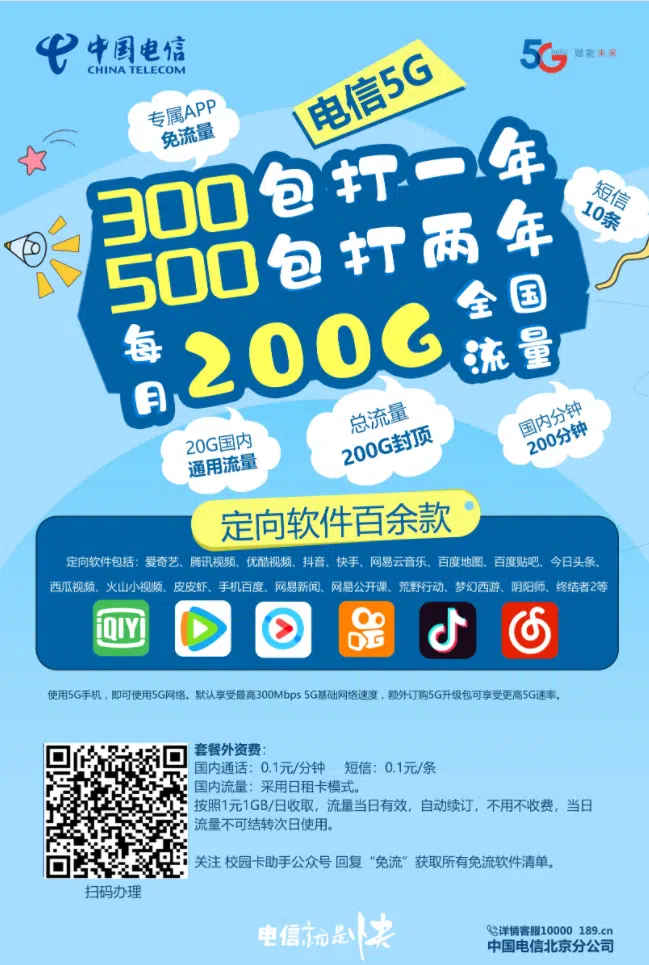 中国电信
CHINA TELECOM
5G
hello
赋能未来
电信5G
专属APP
免流量
300包打一年
500包打两年
短信
10条
每月200G全国流量
20G国内
通用流量
总流量
200G封顶
国内分钟
200分钟
定向软件百余款
定向软件包括：爱奇艺、腾讯视频、优酷视频、抖音、快手、网易云音乐、百度地图、百度贴吧、今日头条、
西瓜视频、火山小视频、皮皮虾、手机百度、网易新闻、网易公开课、荒野行动、梦幻西游、阴阳师、终结者2等
iQIYI
使用5G手机，即可使用5G网络。默认享受最高300Mbps 5G基础网络速度，额外订购5G升级包可享受更高5G速率。
套餐外资费：
国内通话：0.1元/分钟 短信：0.1元/条
国内流量：采用日租卡模式。
按照1元1GB/日收取，流量当日有效，自动续订，不用不收费，当日
流量不可结转次日使用。
关注 校园卡助手公众号 回复“免流”获取所有免流软件清单。
扫码办理
电信就是快
详情客服10000 189.cn
中国电信北京分公司